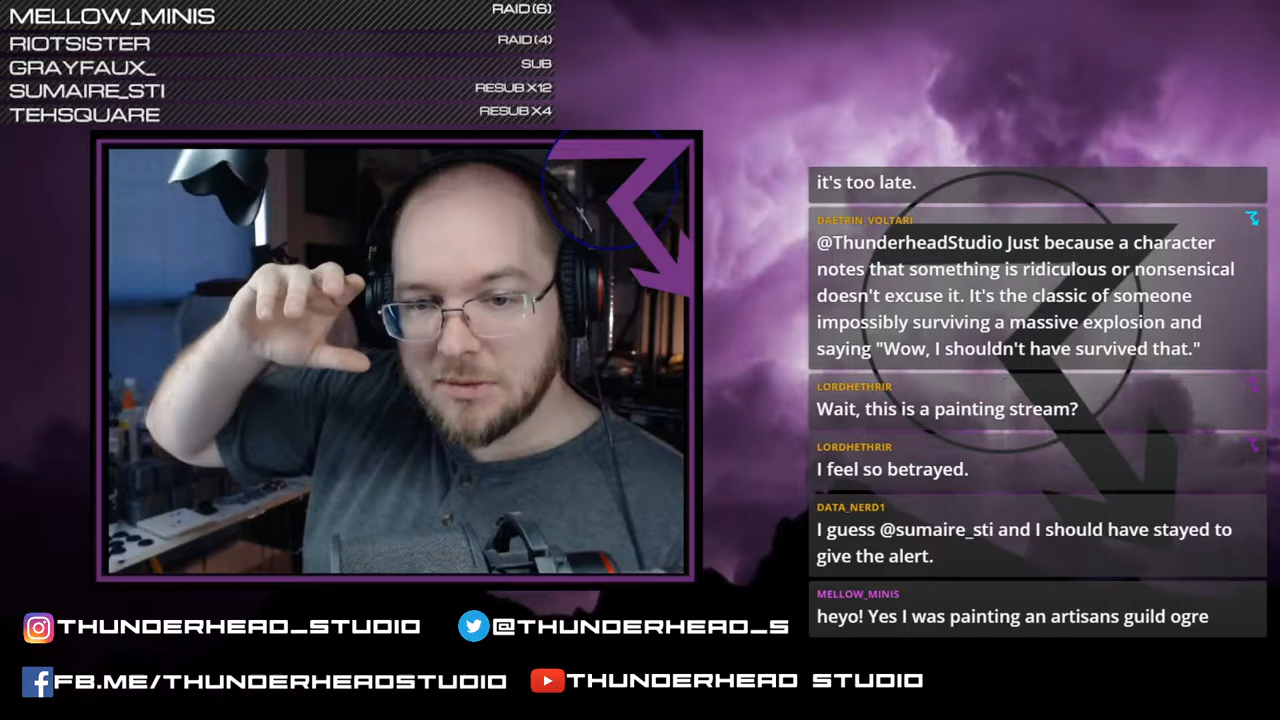 MELLOW_MINIS RAID (6)
RIOTSISTER RAID (4)
GRAYFAUX_ SUB
SUMAIRE_STI RESUB X12
TEHSQUARE RESUB X4
it's too late.
DAETRIN_VOLTARI
@ThunderheadStudio Just because a character
notes that something is ridiculous or nonsensical
doesn't excuse it. It's the classic of someone
impossibly surviving a massive explosion and
saying "Wow, I shouldn't have survived that."
LORDHETHRIR
Wait, this is a painting stream?
LORDHETHRIR
I feel so betrayed.
DATA_NERD1
I guess @sumaire_sti and I should have stayed to
give the alert.
MELLOW_MINIS
heyo! Yes I was painting an artisans guild ogre
THUNDERHEAD_STUDIO @THUNDERHEAD_S
FB.ME/THUNDERHEADSTUDIO THUNDERHEAD STUDIO